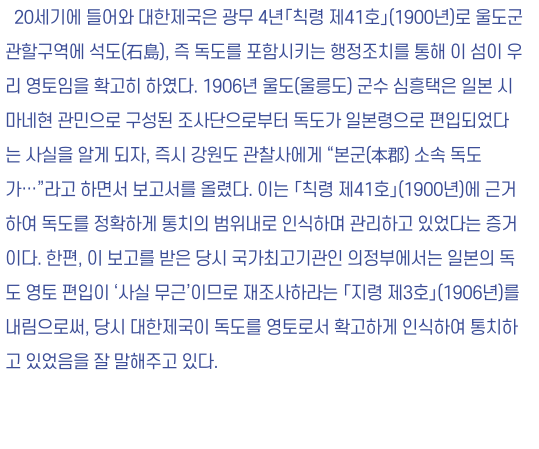 20세기에 들어와 대한제국은 광무 4년「칙령 제41호」(1900년)로 울도군
관할구역에 석도(石島), 즉 독도를 포함시키는 행정조치를 통해 이 섬이 우
리 영토임을 확고히 하였다. 1906년 울도(울릉도) 군수 심흥택은 일본 시
마네현 관민으로 구성된 조사단으로부터 독도가 일본령으로 편입되었다
는 사실을 알게 되자, 즉시 강원도 관찰사에게 “본군(本郡) 소속 독도
가…”라고 하면서 보고서를 올렸다. 이는 「칙령 제41호」(1900년)에 근거
하여 독도를 정확하게 통치의 범위내로 인식하며 관리하고 있었다는 증거
이다. 한편, 이 보고를 받은 당시 국가최고기관인 의정부에서는 일본의 독
도 영토 편입이 ‘사실 무근’이므로 재조사하라는 「지령 제3호」(1906년)를
내림으로써, 당시 대한제국이 독도를 영토로서 확고하게 인식하여 통치하
고 있었음을 잘 말해주고 있다.